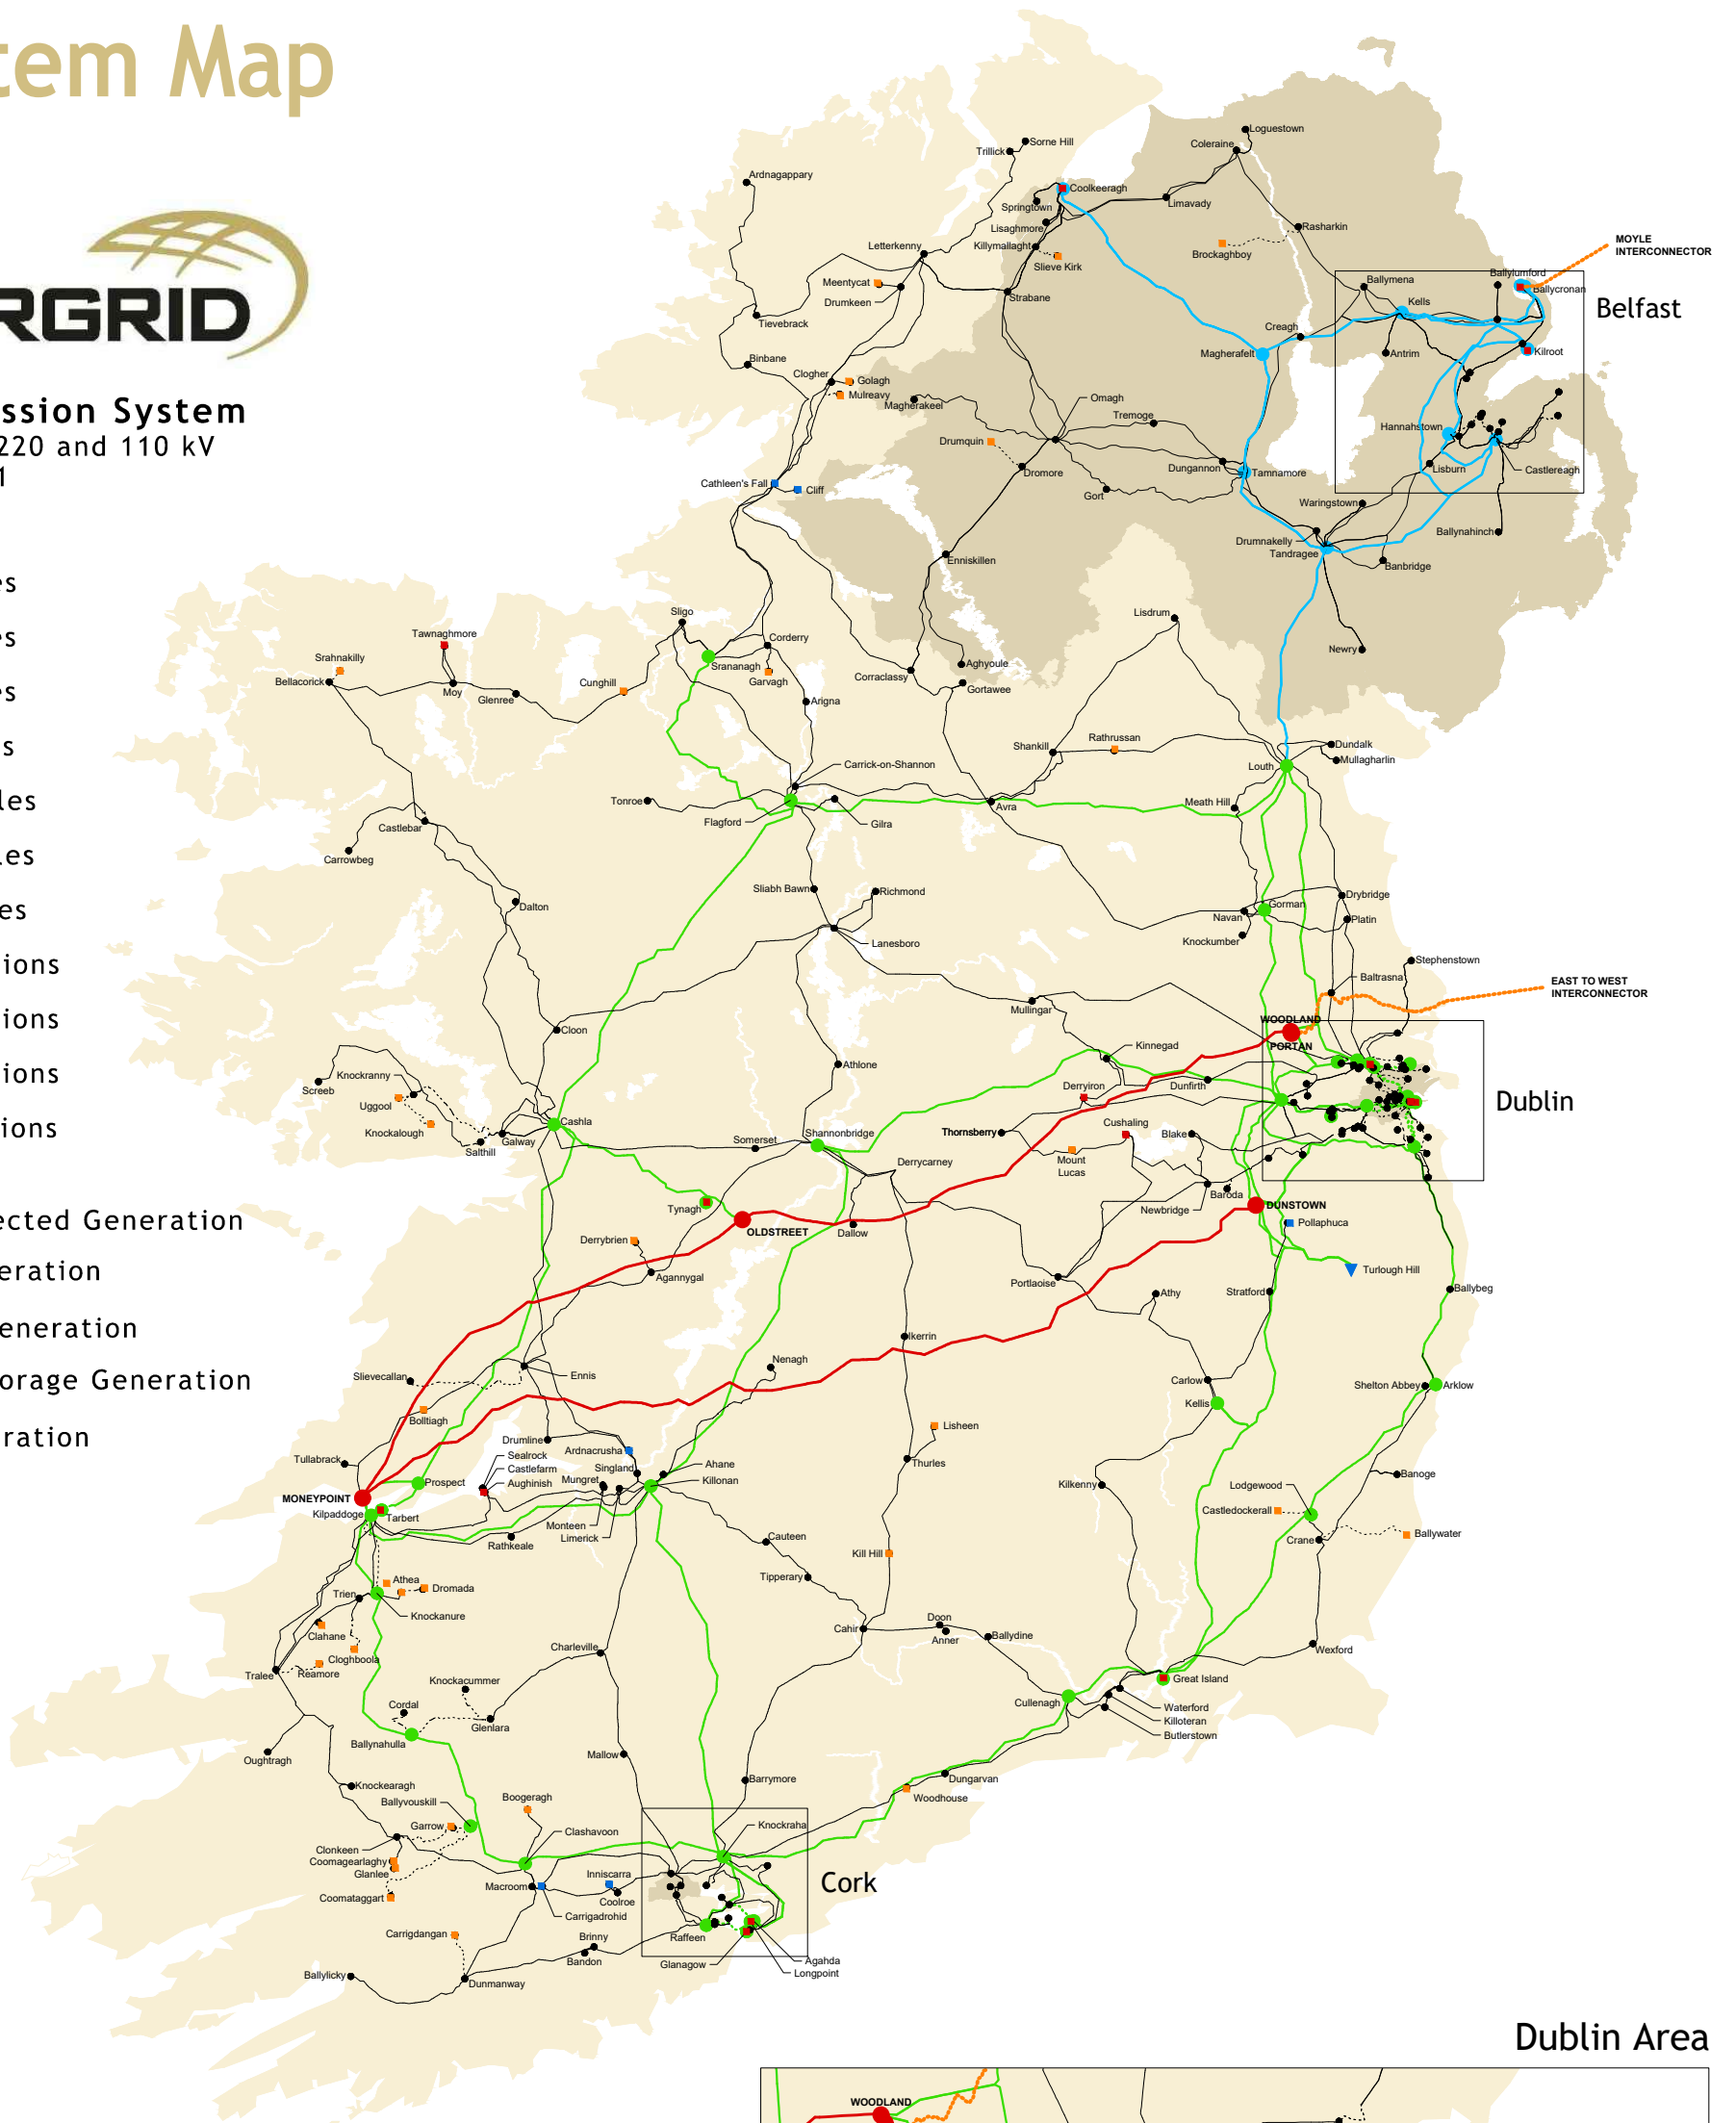 tem Map
RGRID
ssion System
220 and 110 kV
1
es
es
es
s
les
les
es
ions
ions
ions
ions
ected Generation
eration
eneration
orage Generation
ration
Loguestown
Coleraine
Sorne Hill
Trillick
Ardnagappary
Coolkeeragh
Springtown
Limavady
Lisaghmore
Rasharkin
Killymallaght
Letterkenny
Brockaghboy
Slieve Kirk
MOYLE
INTERCONNECTOR
Meentycat
Drumkeen
Strabane
Ballymena
Ballylumford
Ballycronan
Kells
Belfast
Tievebrack
Creagh
Magherafelt
Antrim
Kilroot
Binbane
Clogher
Golagh
Mulreavy
Magherakeel
Omagh
Tremoge
Hannahstown
Drumquin
Dromore
Dungannon
Tamnamore
Lisburn
Castlereagh
Cathleen's Fall
Cliff
Gort
Waringstown
Drumnakelly
Tandragee
Ballynahinch
Banbridge
Enniskillen
Lisdrum
Newry
Sligo
Tawnaghmore
Corderry
Srahnakilly
Srananagh
Garvagh
Bellacorick
Moy
Glenree
Cunghill
Corraclassy
Aghyoule
Gortawee
Arigna
Shankill
Rathrussan
Dundalk
Mullagharlin
Louth
Carrick-on-Shannon
Tonroe
Flagford
Gilra
Avra
Meath Hill
Castlebar
Carrowbeg
Sliabh Bawn
Richmond
Drybridge
Dalton
Gorman
Navan
Platin
Knockumber
Lanesboro
Stephenstown
Baltrasna
EAST TO WEST
INTERCONNECTOR
Mullingar
WOODLAND
PORTAN
Cloon
Kinnegad
Athlone
Screeb
Knockranny
Uggool
Knockalough
Derryiron
Dunfirth
Dublin
Cashla
Galway
Salthill
Somerset
Shannonbridge
Thornsberry
Cushaling
Blake
Mount
Lucas
Derrycarney
Baroda
Newbridge
DUNSTOWN
Tynagh
OLDSTREET
Dallow
Pollaphuca
Derrybrien
Agannygal
Turlough Hill
Portlaoise
Athy
Stratford
Ballybeg
Ikerrin
Nenagh
Slievecallan
Ennis
Carlow
Shelton Abbey
Arklow
Kellis
Bolltiagh
Lisheen
Drumline
Ardnacrusha
Sealrock
Castlefarm
Aughinish
Tullabrack
Singland
Mungret
Ahane
Killonan
Thurles
Banoge
Kilkenny
Lodgewood
Prospect
MONEYPOINT
Kilpaddoge
Tarbert
Castledockerall
Monteen
Limerick
Rathkeale
Cauteen
Ballywater
Crane
Kill Hill
Tipperary
Athea
Dromada
Trien
Knockanure
Clahane
Cloghboola
Reamore
Tralee
Charleville
Cahir
Doon
Anner
Ballydine
Wexford
Knockacummer
Great Island
Cordal
Glenlara
Cullenagh
Waterford
Killoteran
Butlerstown
Ballynahulla
Oughtragh
Mallow
Knockearagh
Barrymore
Dungarvan
Woodhouse
Ballyvouskill
Boogeragh
Garrow
Clashavoon
Knockraha
Clonkeen
Coomagearlaghy
Glanlee
Coomataggart
Macroom
Inniscarra
Coolroe
Cork
Carrigadrohid
Carrigdangan
Brinny
Bandon
Raffeen
Glanagow
Agahda
Longpoint
Ballylicky
Dunmanway
Dublin Area
WOODLAND